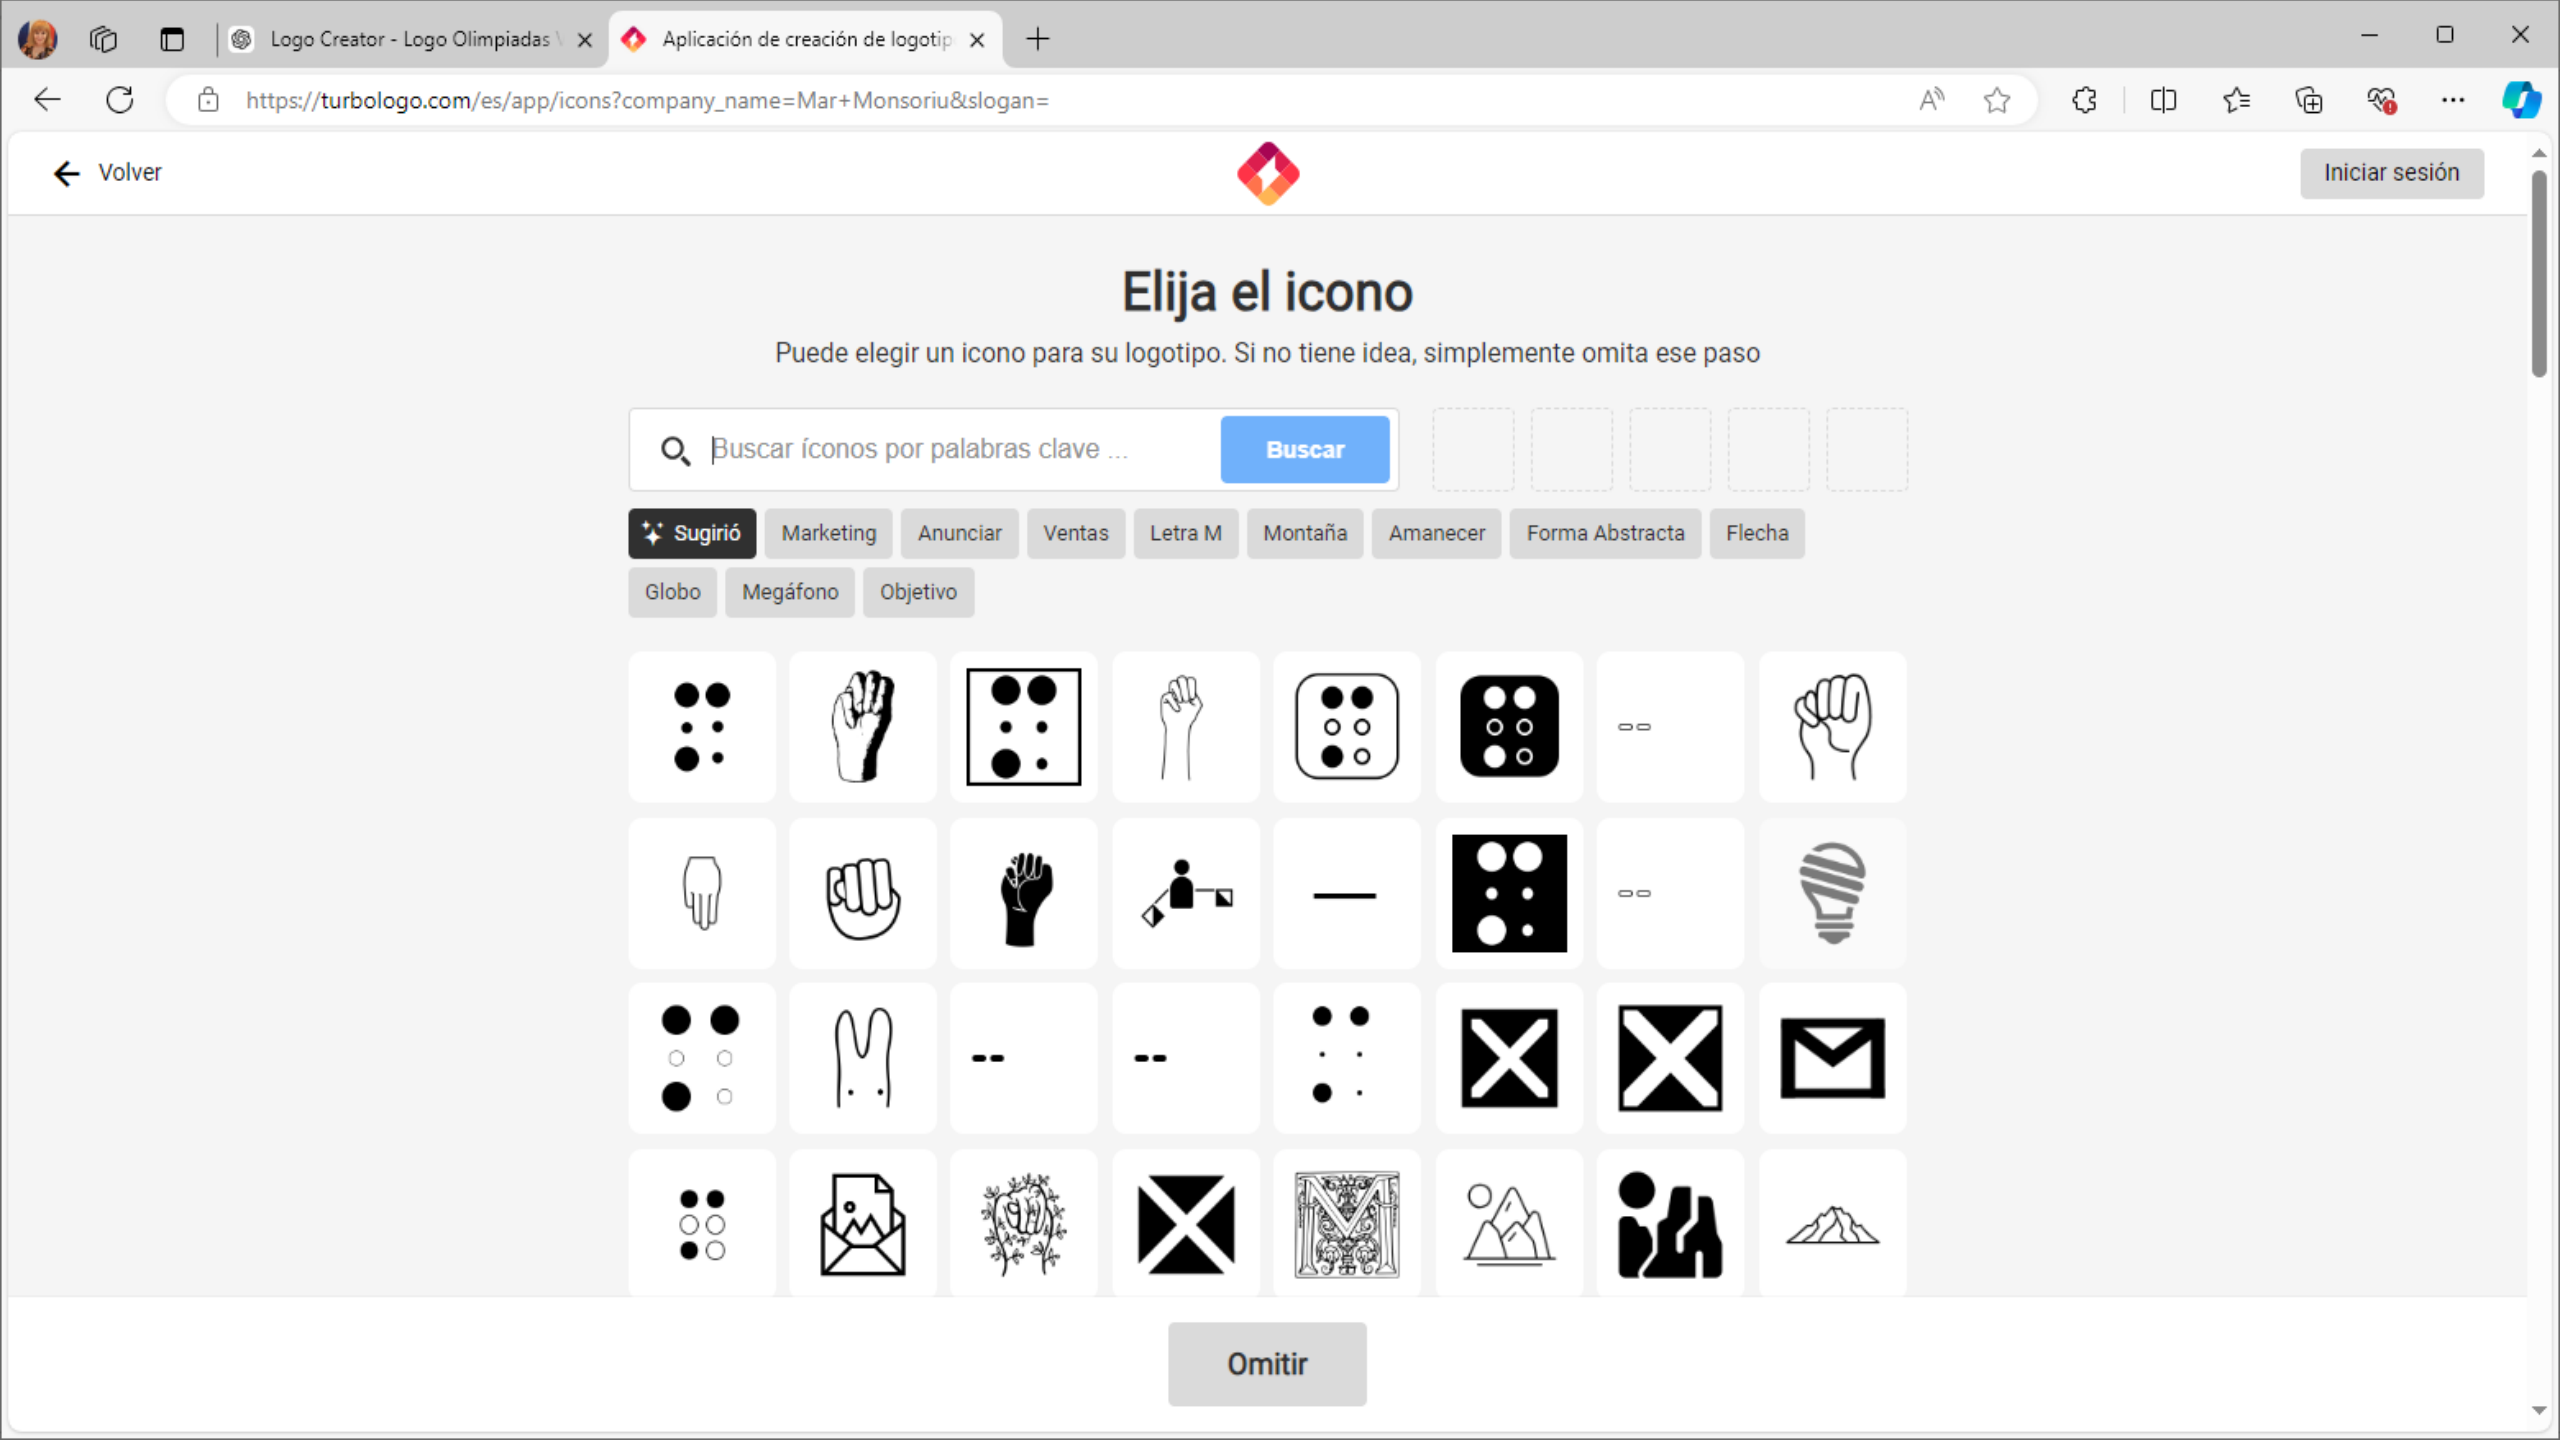 Logo Creator - Logo Olimpiadas
Aplicación de creación de logotip
https://turbologo.com/es/app/icons?company_name=Mar+Monsoriu&slogan=
Volver
Iniciar sesión
Elija el icono
Puede elegir un icono para su logotipo. Si no tiene idea, simplemente omita ese paso
Buscar íconos por palabras clave ...
Buscar
Sugirió
Marketing
Anunciar
Ventas
Letra M
Montaña
Amanecer
Forma Abstracta
Flecha
Globo
Megáfono
Objetivo
Omitir